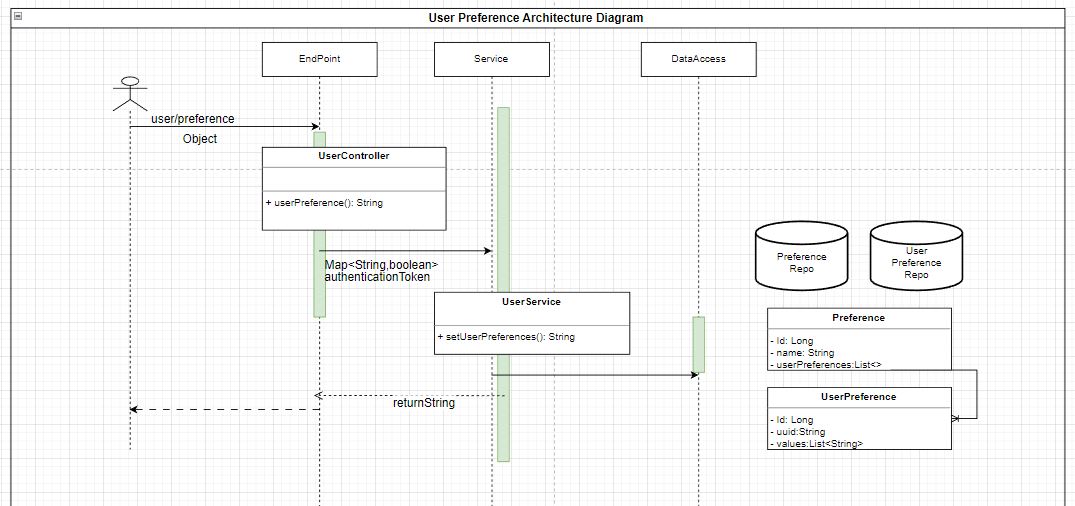 User Preference Architecture Diagram
EndPoint
Service
DataAccess
user/preference
Object
UserController
+ userPreference(): String
Map<String,boolean>
authenticationToken
UserService
+ setUserPreferences(): String
returnString
Preference
Repo
User
Preference
Repo
Preference
- Id: Long
- name: String
- userPreferences:List<>
UserPreference
- Id: Long
- uuid:String
- values:List<String>